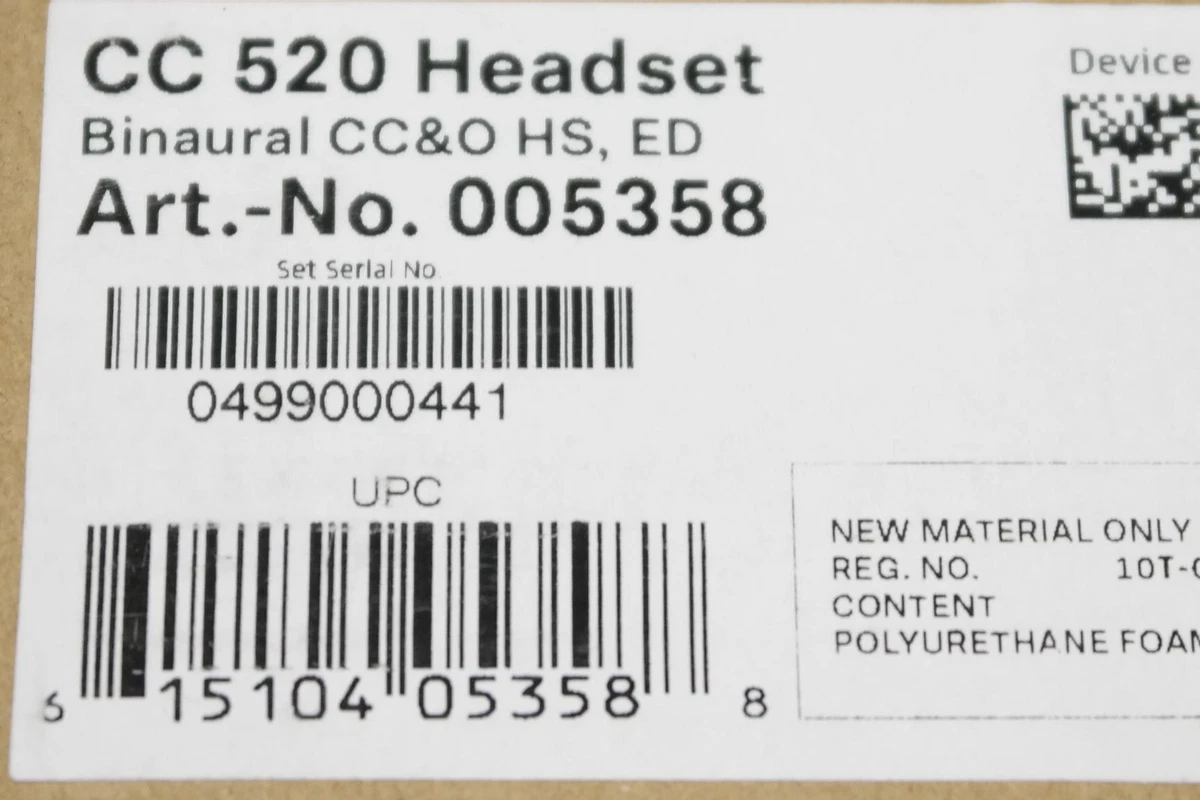 CC 520 Headset
Binaural CC&O HS, ED
Art.-No. 005358
Set Serial No.
0499000441
UPC
6 15104 05358 8
Device
NEW MATERIAL ONLY
REG. NO. 10T-
CONTENT
POLYURETHANE FOAM